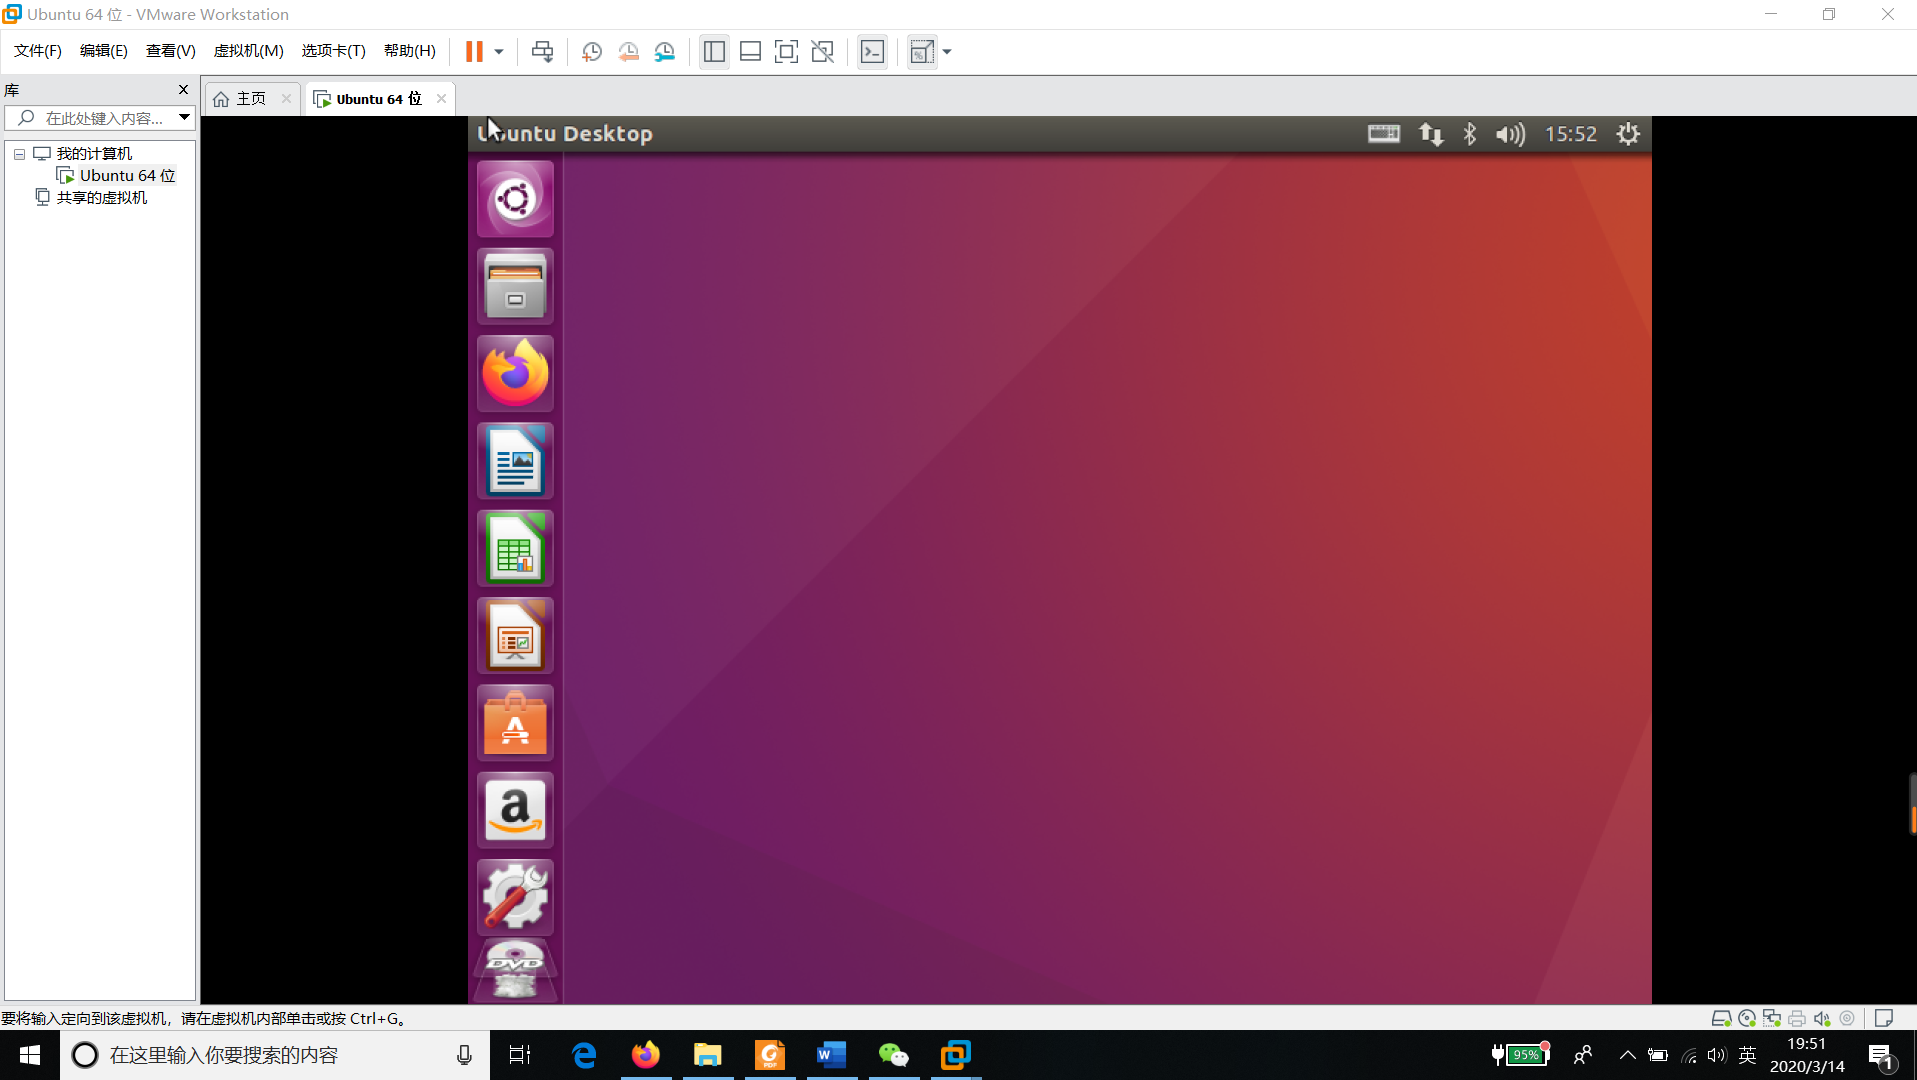 Ubuntu 64 位 - VMware Workstation
文件(F) 编辑(E) 查看(V) 虚拟机(M) 选项卡(T) 帮助(H)
库
主页
Ubuntu 64 位
在此处键入内容...
我的计算机
Ubuntu 64 位
共享的虚拟机
Ubuntu Desktop
15:52
DVD
要将输入定向到该虚拟机，请在虚拟机内部单击或按 Ctrl+G。
在这里输入你要搜索的内容
PDF
W
95%
英
19:51
2020/3/14
1